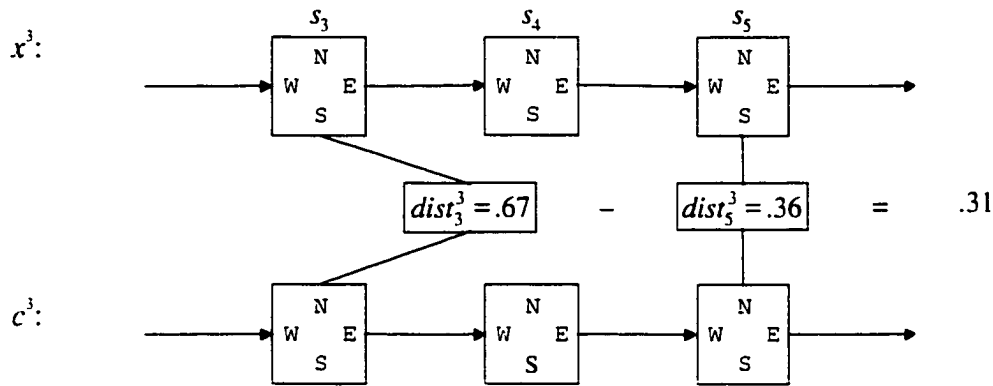 s₃ s₄ s₅
x³:
N N N
W E W E W E
S S S
dist₃³ = .67 – dist₅³ = .36 = .31
c³:
N N N
W E W E W E
S S S